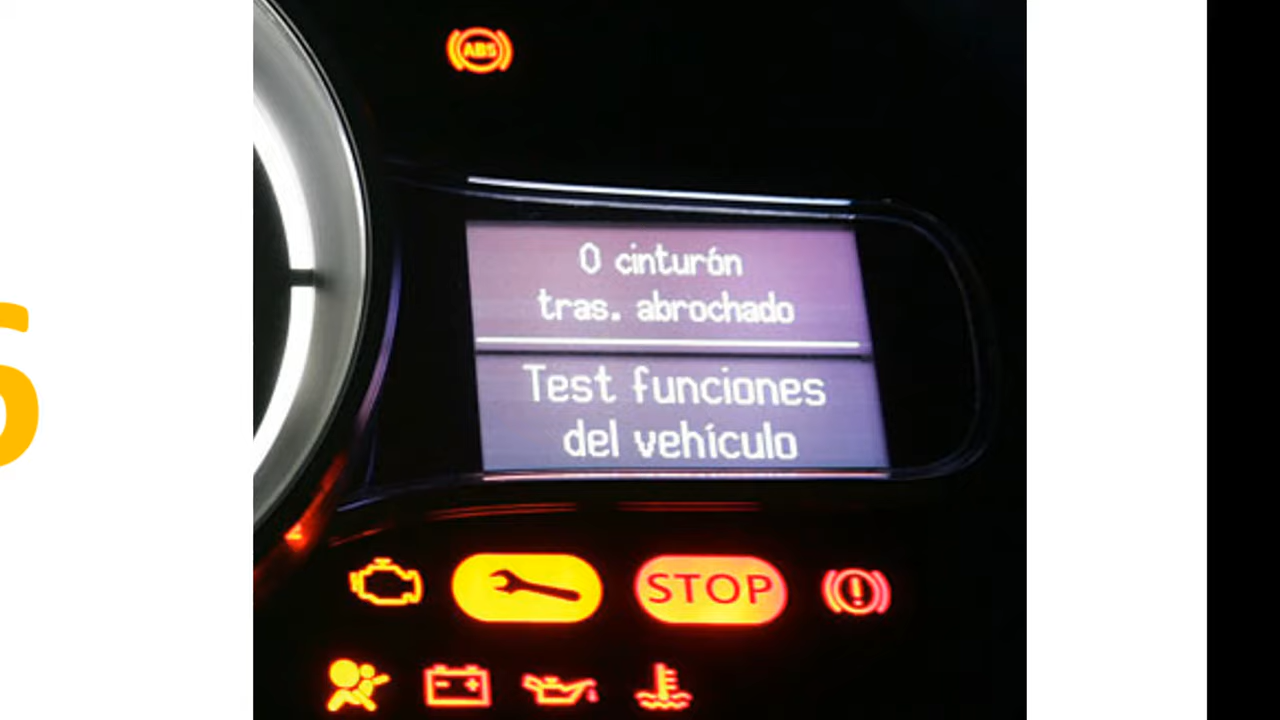 ABS
0 cinturón
tras. abrochado
Test funciones
del vehículo
STOP